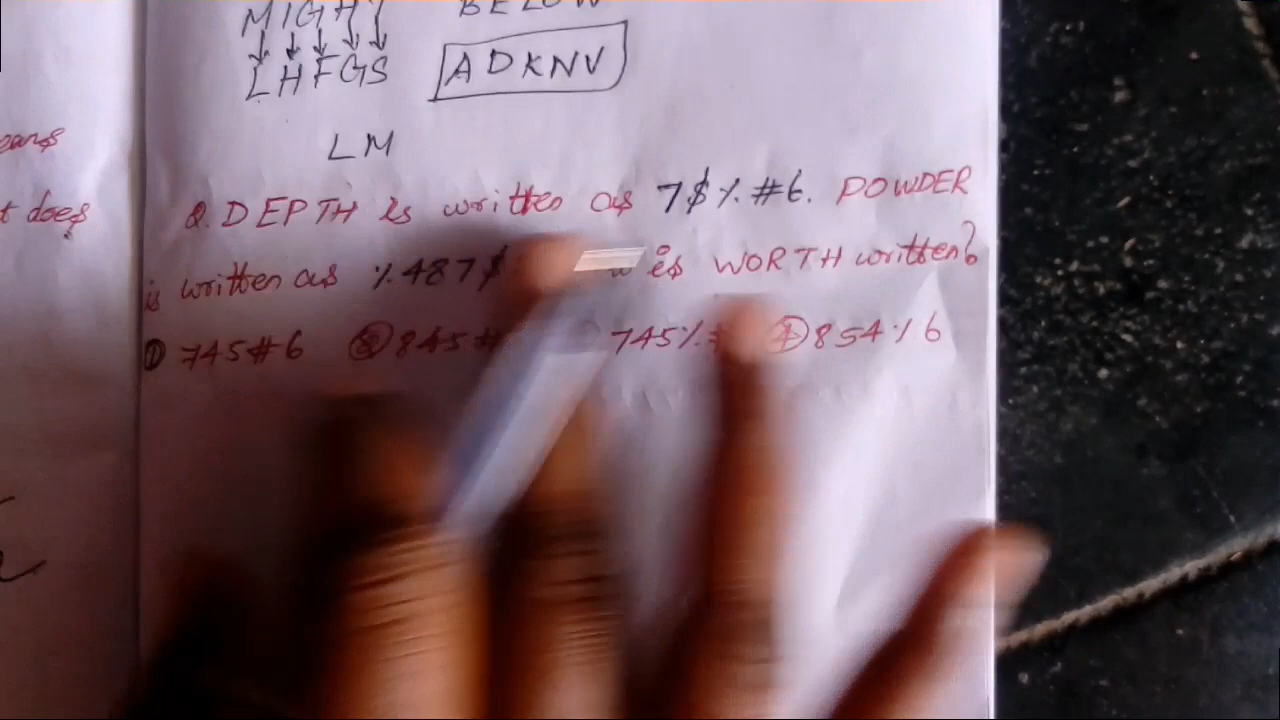 MIGHT BELOW
LHFGS ADKNV
LM
Q. DEPTH is written as 7$%#6. POWDER
is written as %487$ is WORTH written?
① 745#6 ② 845# 745% ④ 854%6
eans
t does